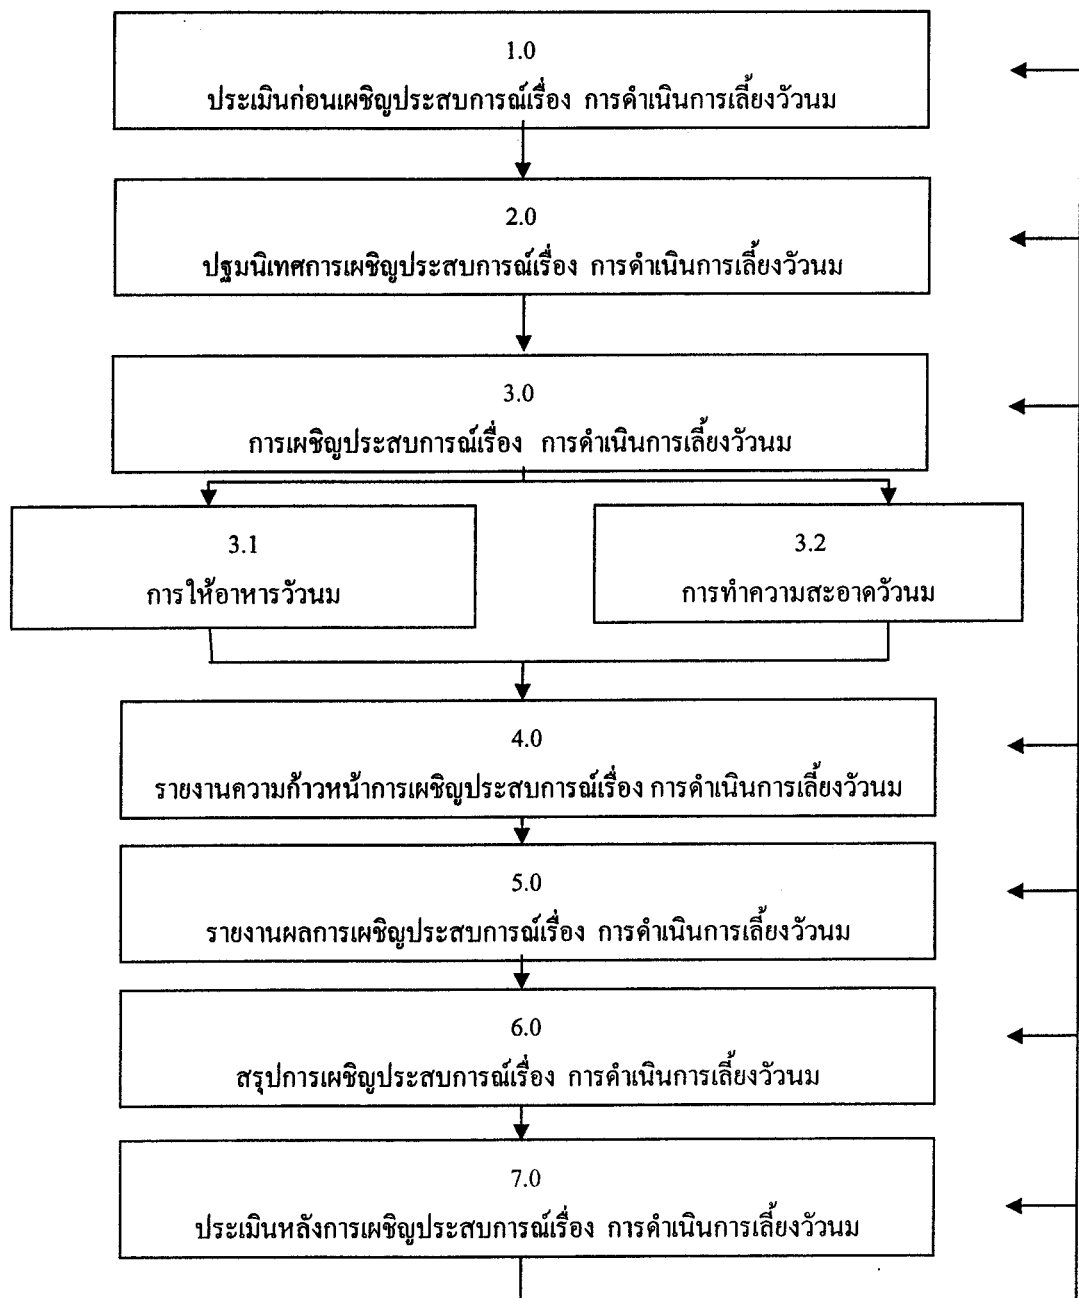 1.0
ประเมินก่อนเผชิญประสบการณ์เรื่อง การดำเนินการเลี้ยงวัวนม
2.0
ปฐมนิเทศการเผชิญประสบการณ์เรื่อง การดำเนินการเลี้ยงวัวนม
3.0
การเผชิญประสบการณ์เรื่อง การดำเนินการเลี้ยงวัวนม
3.1
การให้อาหารวัวนม
3.2
การทำความสะอาดวัวนม
4.0
รายงานความก้าวหน้าการเผชิญประสบการณ์เรื่อง การดำเนินการเลี้ยงวัวนม
5.0
รายงานผลการเผชิญประสบการณ์เรื่อง การดำเนินการเลี้ยงวัวนม
6.0
สรุปการเผชิญประสบการณ์เรื่อง การดำเนินการเลี้ยงวัวนม
7.0
ประเมินหลังการเผชิญประสบการณ์เรื่อง การดำเนินการเลี้ยงวัวนม